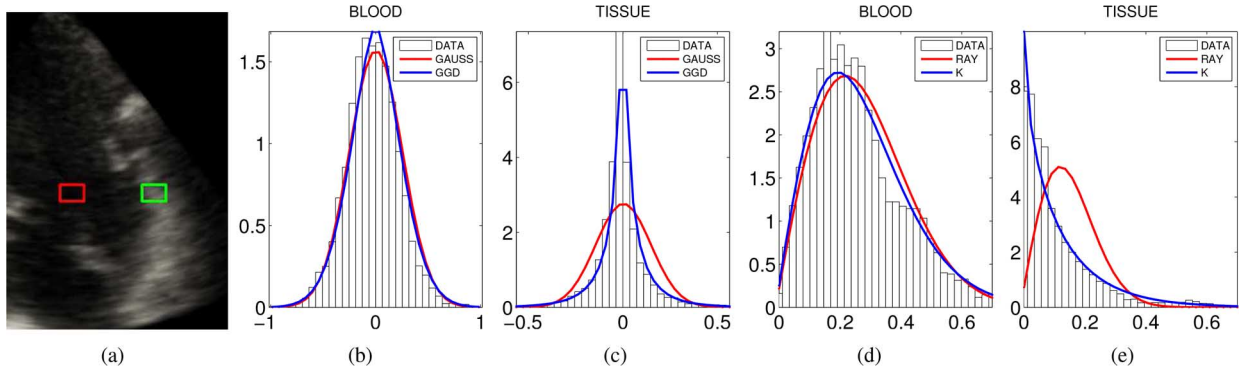 BLOOD
TISSUE
BLOOD
TISSUE
DATA
GAUSS
GGD
DATA
GAUSS
GGD
DATA
RAY
K
DATA
RAY
K
1.5
1
0.5
0
−1
0
1
6
4
2
0
−0.5
0
0.5
3
2.5
2
1.5
1
0.5
0
0
0.2
0.4
0.6
8
6
4
2
0
0
0.2
0.4
0.6
(a)
(b)
(c)
(d)
(e)